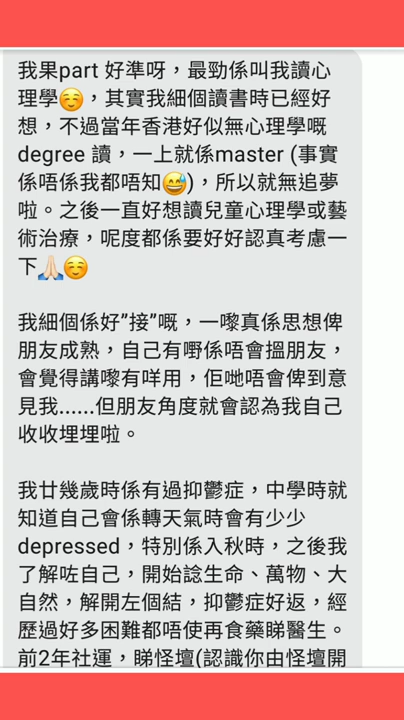 我果part 好準呀，最勁係叫我讀心
理學☺️，其實我細個讀書時已經好
想，不過當年香港好似無心理學嘅
degree 讀，一上就係master (事實
係唔係我都唔知😅)，所以就無追夢
啦。之後一直好想讀兒童心理學或藝
術治療，呢度都係要好好認真考慮一
下🙏🏻☺️
我細個係好"接"嘅，一嚟真係思想俾
朋友成熟，自己有嘢係唔會搵朋友，
會覺得講嚟有咩用，佢哋唔會俾到意
見我......但朋友角度就會認為我自己
收收埋埋啦。
我廿幾歲時係有過抑鬱症，中學時就
知道自己會係轉天氣時會有少少
depressed，特別係入秋時，之後我
了解咗自己，開始諗生命、萬物、大
自然，解開左個結，抑鬱症好返，經
歷過好多困難都唔使再食藥睇醫生。
前2年社運，睇怪壇(認識你由怪壇開